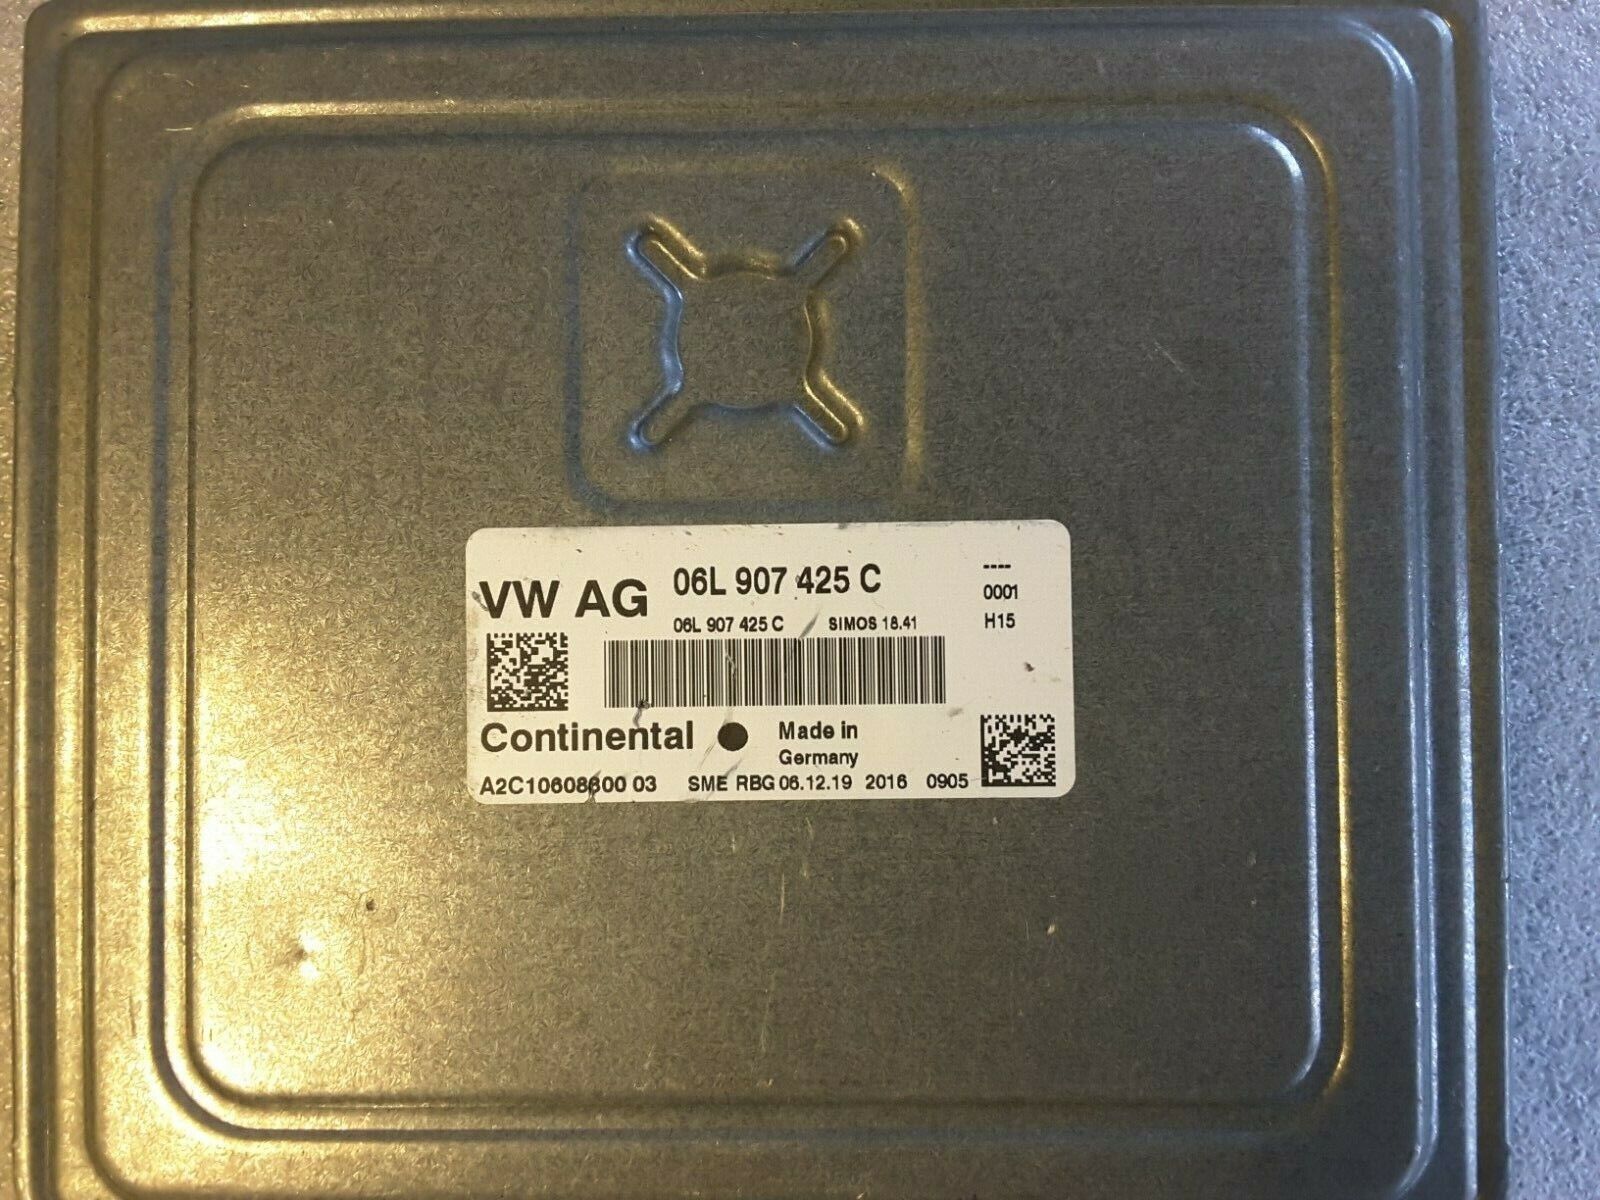 VW AG 06L 907 425 C ----
0001
06L 907 425 C SIMOS 18.41 H15
Continental Made in
Germany
A2C10608600 03 SME RBG 06.12.19 2016 0905